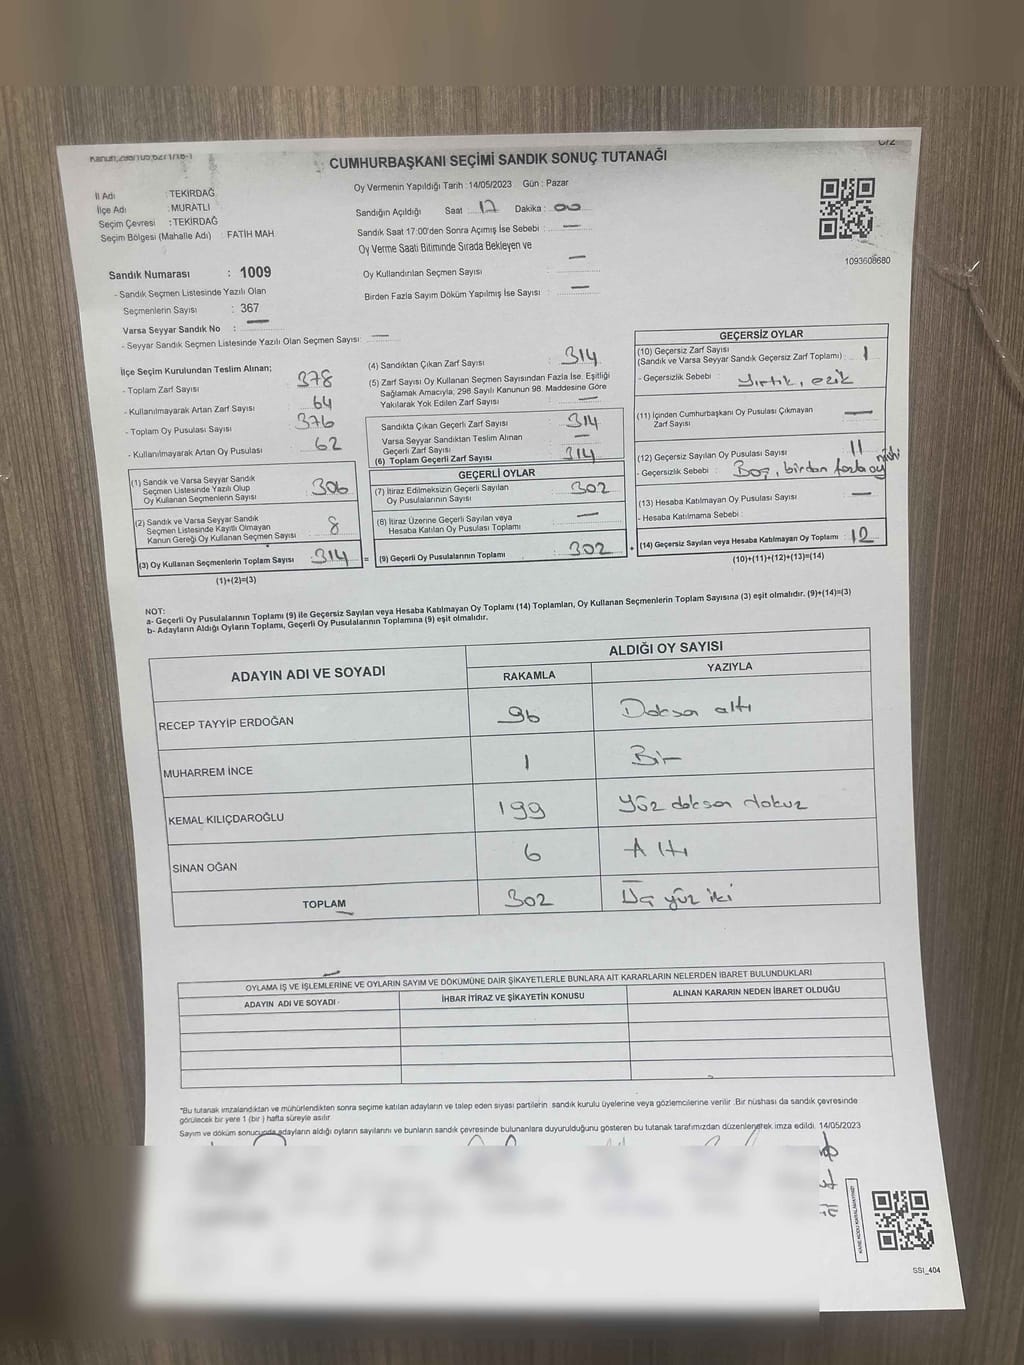 Kanun;298/105;6271/18-1
C/2
CUMHURBAŞKANI SEÇİMİ SANDIK SONUÇ TUTANAĞI
İl Adı : TEKİRDAĞ
İlçe Adı : MURATLI
Seçim Çevresi : TEKİRDAĞ
Seçim Bölgesi (Mahalle Adı) : FATİH MAH.
Oy Vermenin Yapıldığı Tarih : 14/05/2023 Gün : Pazar
Sandığın Açıldığı Saat : 17 Dakika : 00
Sandık Saat 17:00'den Sonra Açımış İse Sebebi : —
Oy Verme Saati Bitiminde Sırada Bekleyen ve
Oy Kullandırılan Seçmen Sayısı : —
Birden Fazla Sayım Döküm Yapılmış İse Sayısı : —
1093608680
Sandık Numarası : 1009
- Sandık Seçmen Listesinde Yazılı Olan
Seçmenlerin Sayısı : 367
Varsa Seyyar Sandık No : —
- Seyyar Sandık Seçmen Listesinde Yazılı Olan Seçmen Sayısı: —
İlçe Seçim Kurulundan Teslim Alınan;
- Toplam Zarf Sayısı : 378
- Kullanılmayarak Artan Zarf Sayısı : 64
- Toplam Oy Pusulası Sayısı : 376
- Kullanılmayarak Artan Oy Pusulası : 62
(1) Sandık ve Varsa Seyyar Sandık
Seçmen Listesinde Yazılı Olup
Oy Kullanan Seçmenlerin Sayısı : 306
(2) Sandık ve Varsa Seyyar Sandık
Seçmen Listesinde Kayıtlı Olmayan
Kanun Gereği Oy Kullanan Seçmen Sayısı : 8
(3) Oy Kullanan Seçmenlerin Toplam Sayısı : 314 =
(1)+(2)=(3)
(4) Sandıktan Çıkan Zarf Sayısı : 314
(5) Zarf Sayısı Oy Kullanan Seçmen Sayısından Fazla İse, Eşitliği
Sağlamak Amacıyla, 298 Sayılı Kanunun 98. Maddesine Göre
Yakılarak Yok Edilen Zarf Sayısı : —
Sandıkta Çıkan Geçerli Zarf Sayısı : 314
Varsa Seyyar Sandıktan Teslim Alınan
Geçerli Zarf Sayısı : —
(6) Toplam Geçerli Zarf Sayısı : 314
GEÇERLİ OYLAR
(7) İtiraz Edilmeksizin Geçerli Sayılan
Oy Pusulalarının Sayısı : 302
(8) İtiraz Üzerine Geçerli Sayılan veya
Hesaba Katılan Oy Pusulası Toplamı : —
(9) Geçerli Oy Pusulalarının Toplamı : 302 +
GEÇERSİZ OYLAR
(10) Geçersiz Zarf Sayısı
(Sandık ve Varsa Seyyar Sandık Geçersiz Zarf Toplamı) : 1
- Geçersizlik Sebebi : Yırtık, ezik
(11) İçinden Cumhurbaşkanı Oy Pusulası Çıkmayan
Zarf Sayısı : —
(12) Geçersiz Sayılan Oy Pusulası Sayısı : 11
- Geçersizlik Sebebi : Boş, birden fazla oy
(13) Hesaba Katılmayan Oy Pusulası Sayısı : —
- Hesaba Katılmama Sebebi :
(14) Geçersiz Sayılan veya Hesaba Katılmayan Oy Toplamı : 12
(10)+(11)+(12)+(13)=(14)
NOT:
a- Geçerli Oy Pusulalarının Toplamı (9) ile Geçersiz Sayılan veya Hesaba Katılmayan Oy Toplamı (14) Toplamları, Oy Kullanan Seçmenlerin Toplam Sayısına (3) eşit olmalıdır. (9)+(14)=(3)
b- Adayların Aldığı Oyların Toplamı, Geçerli Oy Pusulalarının Toplamına (9) eşit olmalıdır.
ADAYIN ADI VE SOYADI
ALDIĞI OY SAYISI
RAKAMLA YAZIYLA
RECEP TAYYİP ERDOĞAN 96 Doksan altı
MUHARREM İNCE 1 Bir
KEMAL KILIÇDAROĞLU 199 Yüz doksan dokuz
SİNAN OĞAN 6 Altı
TOPLAM 302 Üç yüz iki
OYLAMA İŞ VE İŞLEMLERİNE VE OYLARIN SAYIM VE DÖKÜMÜNE DAİR ŞİKAYETLERLE BUNLARA AİT KARARLARIN NELERDEN İBARET BULUNDUKLARI
ADAYIN ADI VE SOYADI İHBAR İTİRAZ VE ŞİKAYETİN KONUSU ALINAN KARARIN NEDEN İBARET OLDUĞU
*Bu tutanak imzalandıktan ve mühürlendikten sonra seçime katılan adayların ve talep eden siyasi partilerin sandık kurulu üyelerine veya gözlemcilerine verilir .Bir nüshası da sandık çevresinde
görülecek bir yere 1 (bir ) hafta süreyle asılır
Sayım ve döküm sonucunda adayların aldığı oyların sayılarını ve bunların sandık çevresinde bulunanlara duyurulduğunu gösteren bu tutanak tarafımızdan düzenlenerek imza edildi. 14/05/2023
SSI_404